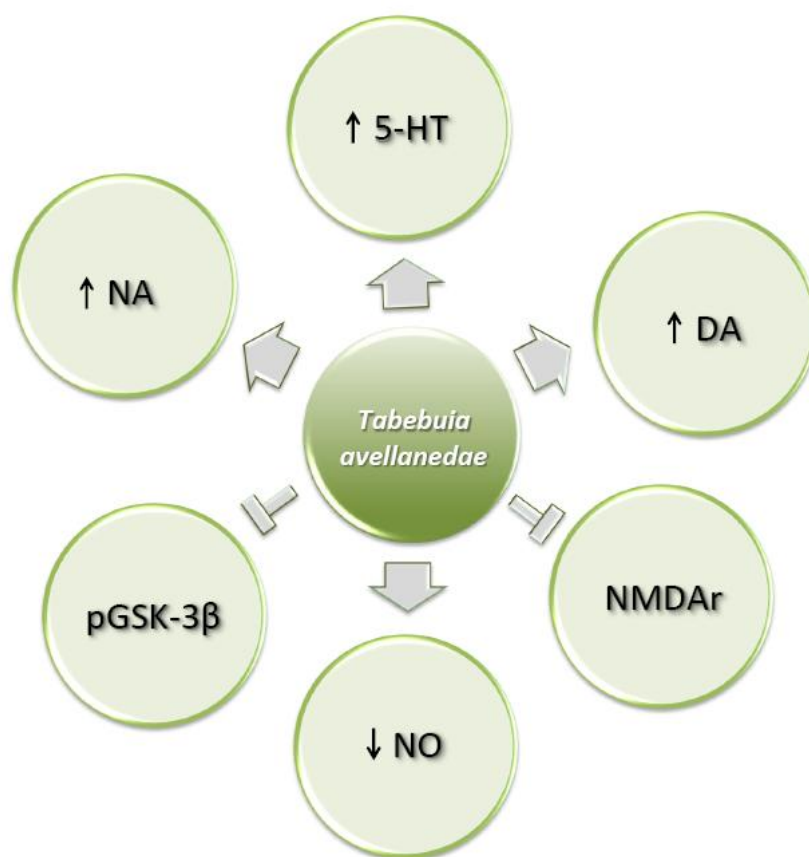 ↑ 5-HT
↑ NA
↑ DA
Tabebuia
avellanedae
pGSK-3β
NMDAr
↓ NO